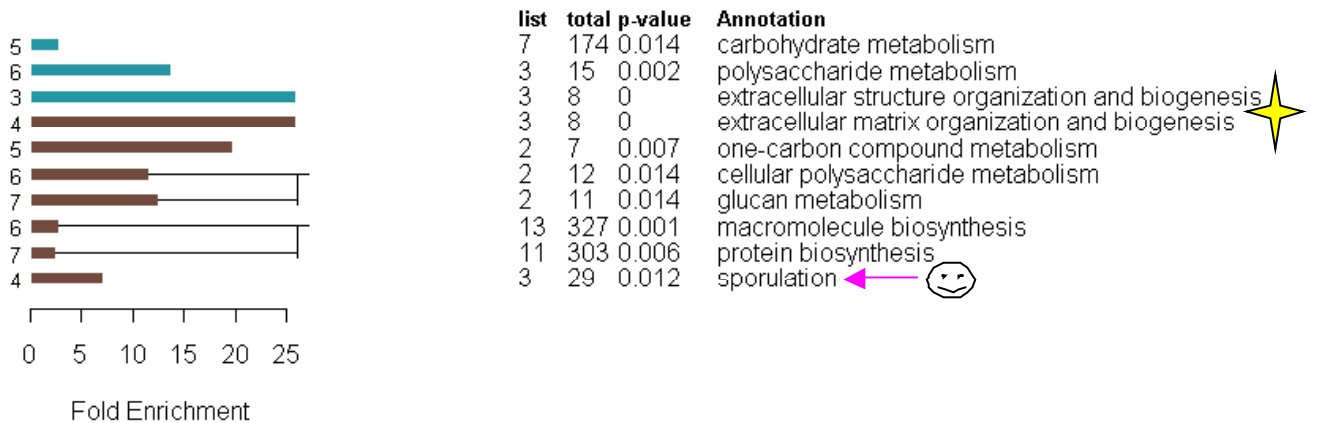 list total p-value Annotation
5 7 174 0.014 carbohydrate metabolism
6 3 15 0.002 polysaccharide metabolism
3 3 8 0 extracellular structure organization and biogenesis
4 3 8 0 extracellular matrix organization and biogenesis
5 2 7 0.007 one-carbon compound metabolism
6 2 12 0.014 cellular polysaccharide metabolism
7 2 11 0.014 glucan metabolism
6 13 327 0.001 macromolecule biosynthesis
7 11 303 0.006 protein biosynthesis
4 3 29 0.012 sporulation
0 5 10 15 20 25
Fold Enrichment